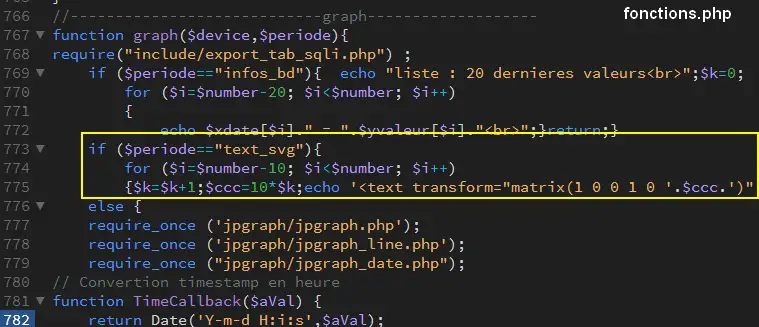 fonctions.php
766 //----------------------------graph-------------------
767 function graph($device,$periode){
768 require("include/export_tab_sqli.php") ;
769 if ($periode=="infos_bd"){ echo "liste : 20 dernieres valeurs<br>";$k=0;
770 for ($i=$number-20; $i<$number; $i++)
771 {
772 echo $xdate[$i]." = ".$yvaleur[$i]."<br>";}return;}
773 if ($periode=="text_svg"){
774 for ($i=$number-10; $i<$number; $i++)
775 {$k=$k+1;$ccc=10*$k;echo '<text transform="matrix(1 0 0 1 0 '.$ccc.')"
776 else {
777 require_once ('jpgraph/jpgraph.php');
778 require_once ('jpgraph/jpgraph_line.php');
779 require_once ("jpgraph/jpgraph_date.php");
780 // Convertion timestamp en heure
781 function TimeCallback($aVal) {
782 return Date('Y-m-d H:i:s',$aVal);